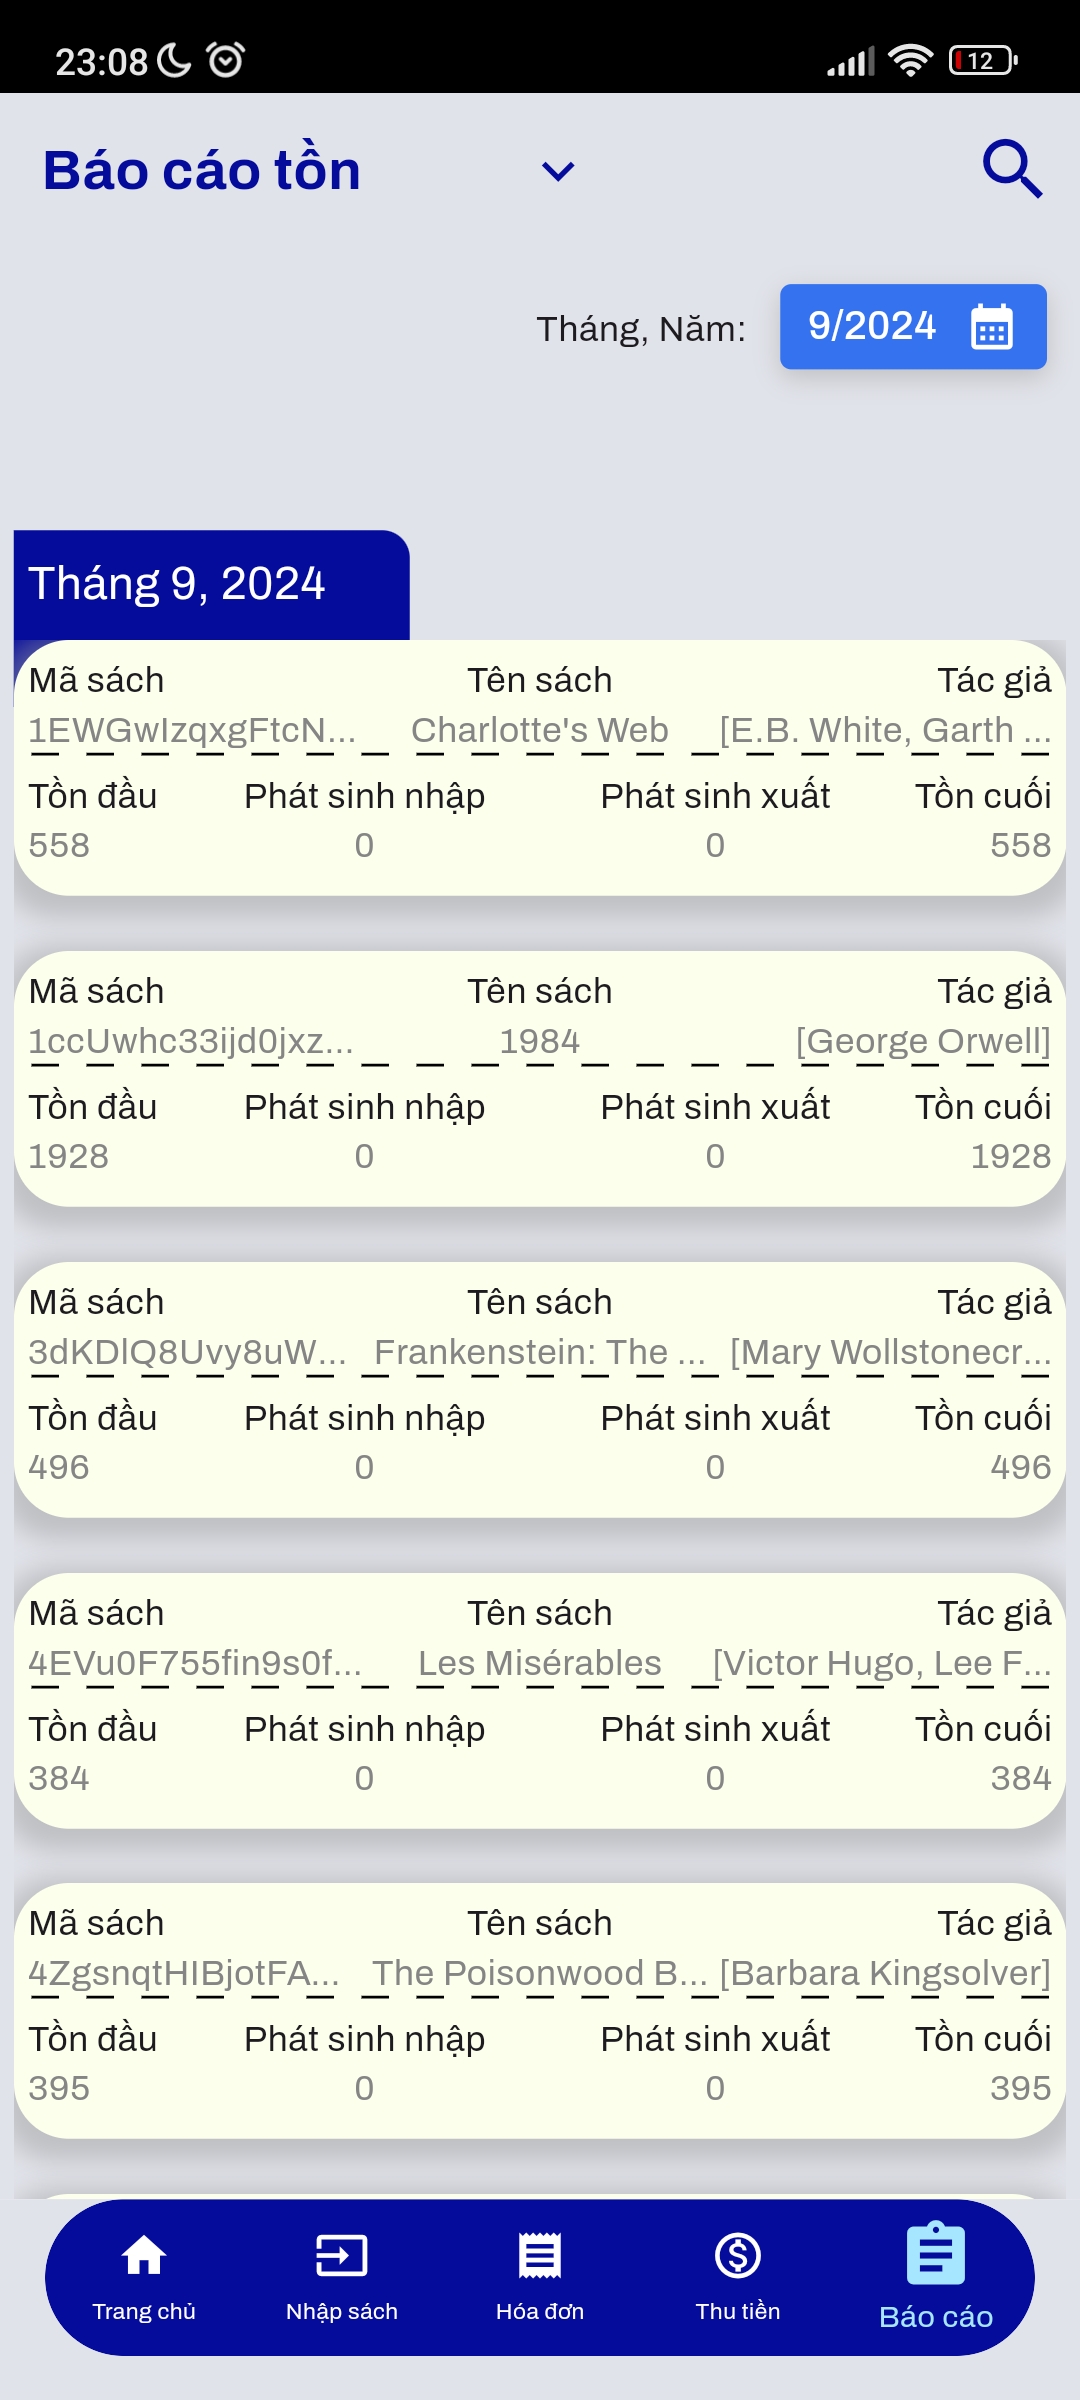 23:08
12
Báo cáo tồn
Tháng, Năm: 9/2024
Tháng 9, 2024
Mã sách Tên sách Tác giả
1EWGwIzqxgFtcN... Charlotte's Web [E.B. White, Garth ...
Tồn đầu Phát sinh nhập Phát sinh xuất Tồn cuối
558 0 0 558
Mã sách Tên sách Tác giả
1ccUwhc33ijd0jxz... 1984 [George Orwell]
Tồn đầu Phát sinh nhập Phát sinh xuất Tồn cuối
1928 0 0 1928
Mã sách Tên sách Tác giả
3dKDlQ8Uvy8uW... Frankenstein: The ... [Mary Wollstonecr...
Tồn đầu Phát sinh nhập Phát sinh xuất Tồn cuối
496 0 0 496
Mã sách Tên sách Tác giả
4EVu0F755fin9s0f... Les Misérables [Victor Hugo, Lee F...
Tồn đầu Phát sinh nhập Phát sinh xuất Tồn cuối
384 0 0 384
Mã sách Tên sách Tác giả
4ZgsnqtHIBjotFA... The Poisonwood B... [Barbara Kingsolver]
Tồn đầu Phát sinh nhập Phát sinh xuất Tồn cuối
395 0 0 395
Trang chủ Nhập sách Hóa đơn Thu tiền Báo cáo